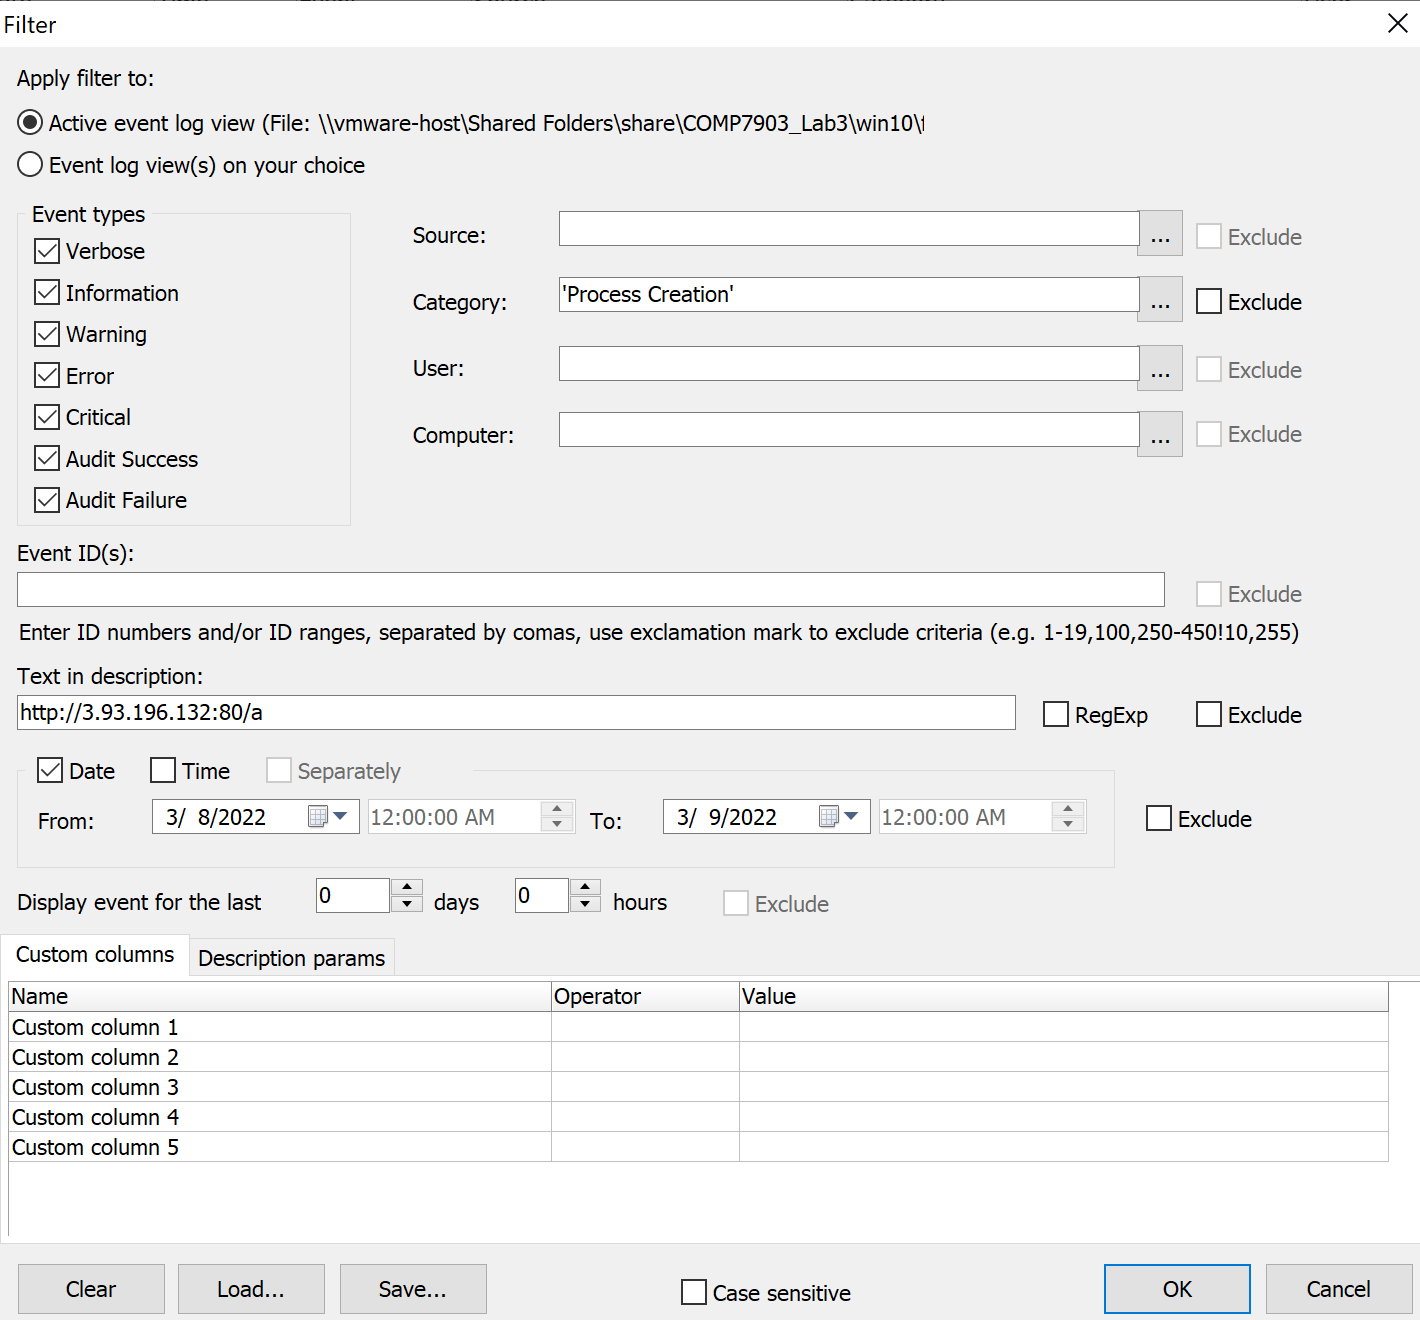 Filter
Apply filter to:
Active event log view (File: \\vmware-host\Shared Folders\share\COMP7903_Lab3\win10\f
Event log view(s) on your choice
Event types
Verbose
Information
Warning
Error
Critical
Audit Success
Audit Failure
Source: ... Exclude
Category: 'Process Creation' ... Exclude
User: ... Exclude
Computer: ... Exclude
Event ID(s):
Exclude
Enter ID numbers and/or ID ranges, separated by comas, use exclamation mark to exclude criteria (e.g. 1-19,100,250-450!10,255)
Text in description:
http://3.93.196.132:80/a RegExp Exclude
Date Time Separately
From: 3/ 8/2022 12:00:00 AM To: 3/ 9/2022 12:00:00 AM Exclude
Display event for the last 0 days 0 hours Exclude
Custom columns Description params
Name Operator Value
Custom column 1
Custom column 2
Custom column 3
Custom column 4
Custom column 5
Clear Load... Save... Case sensitive OK Cancel